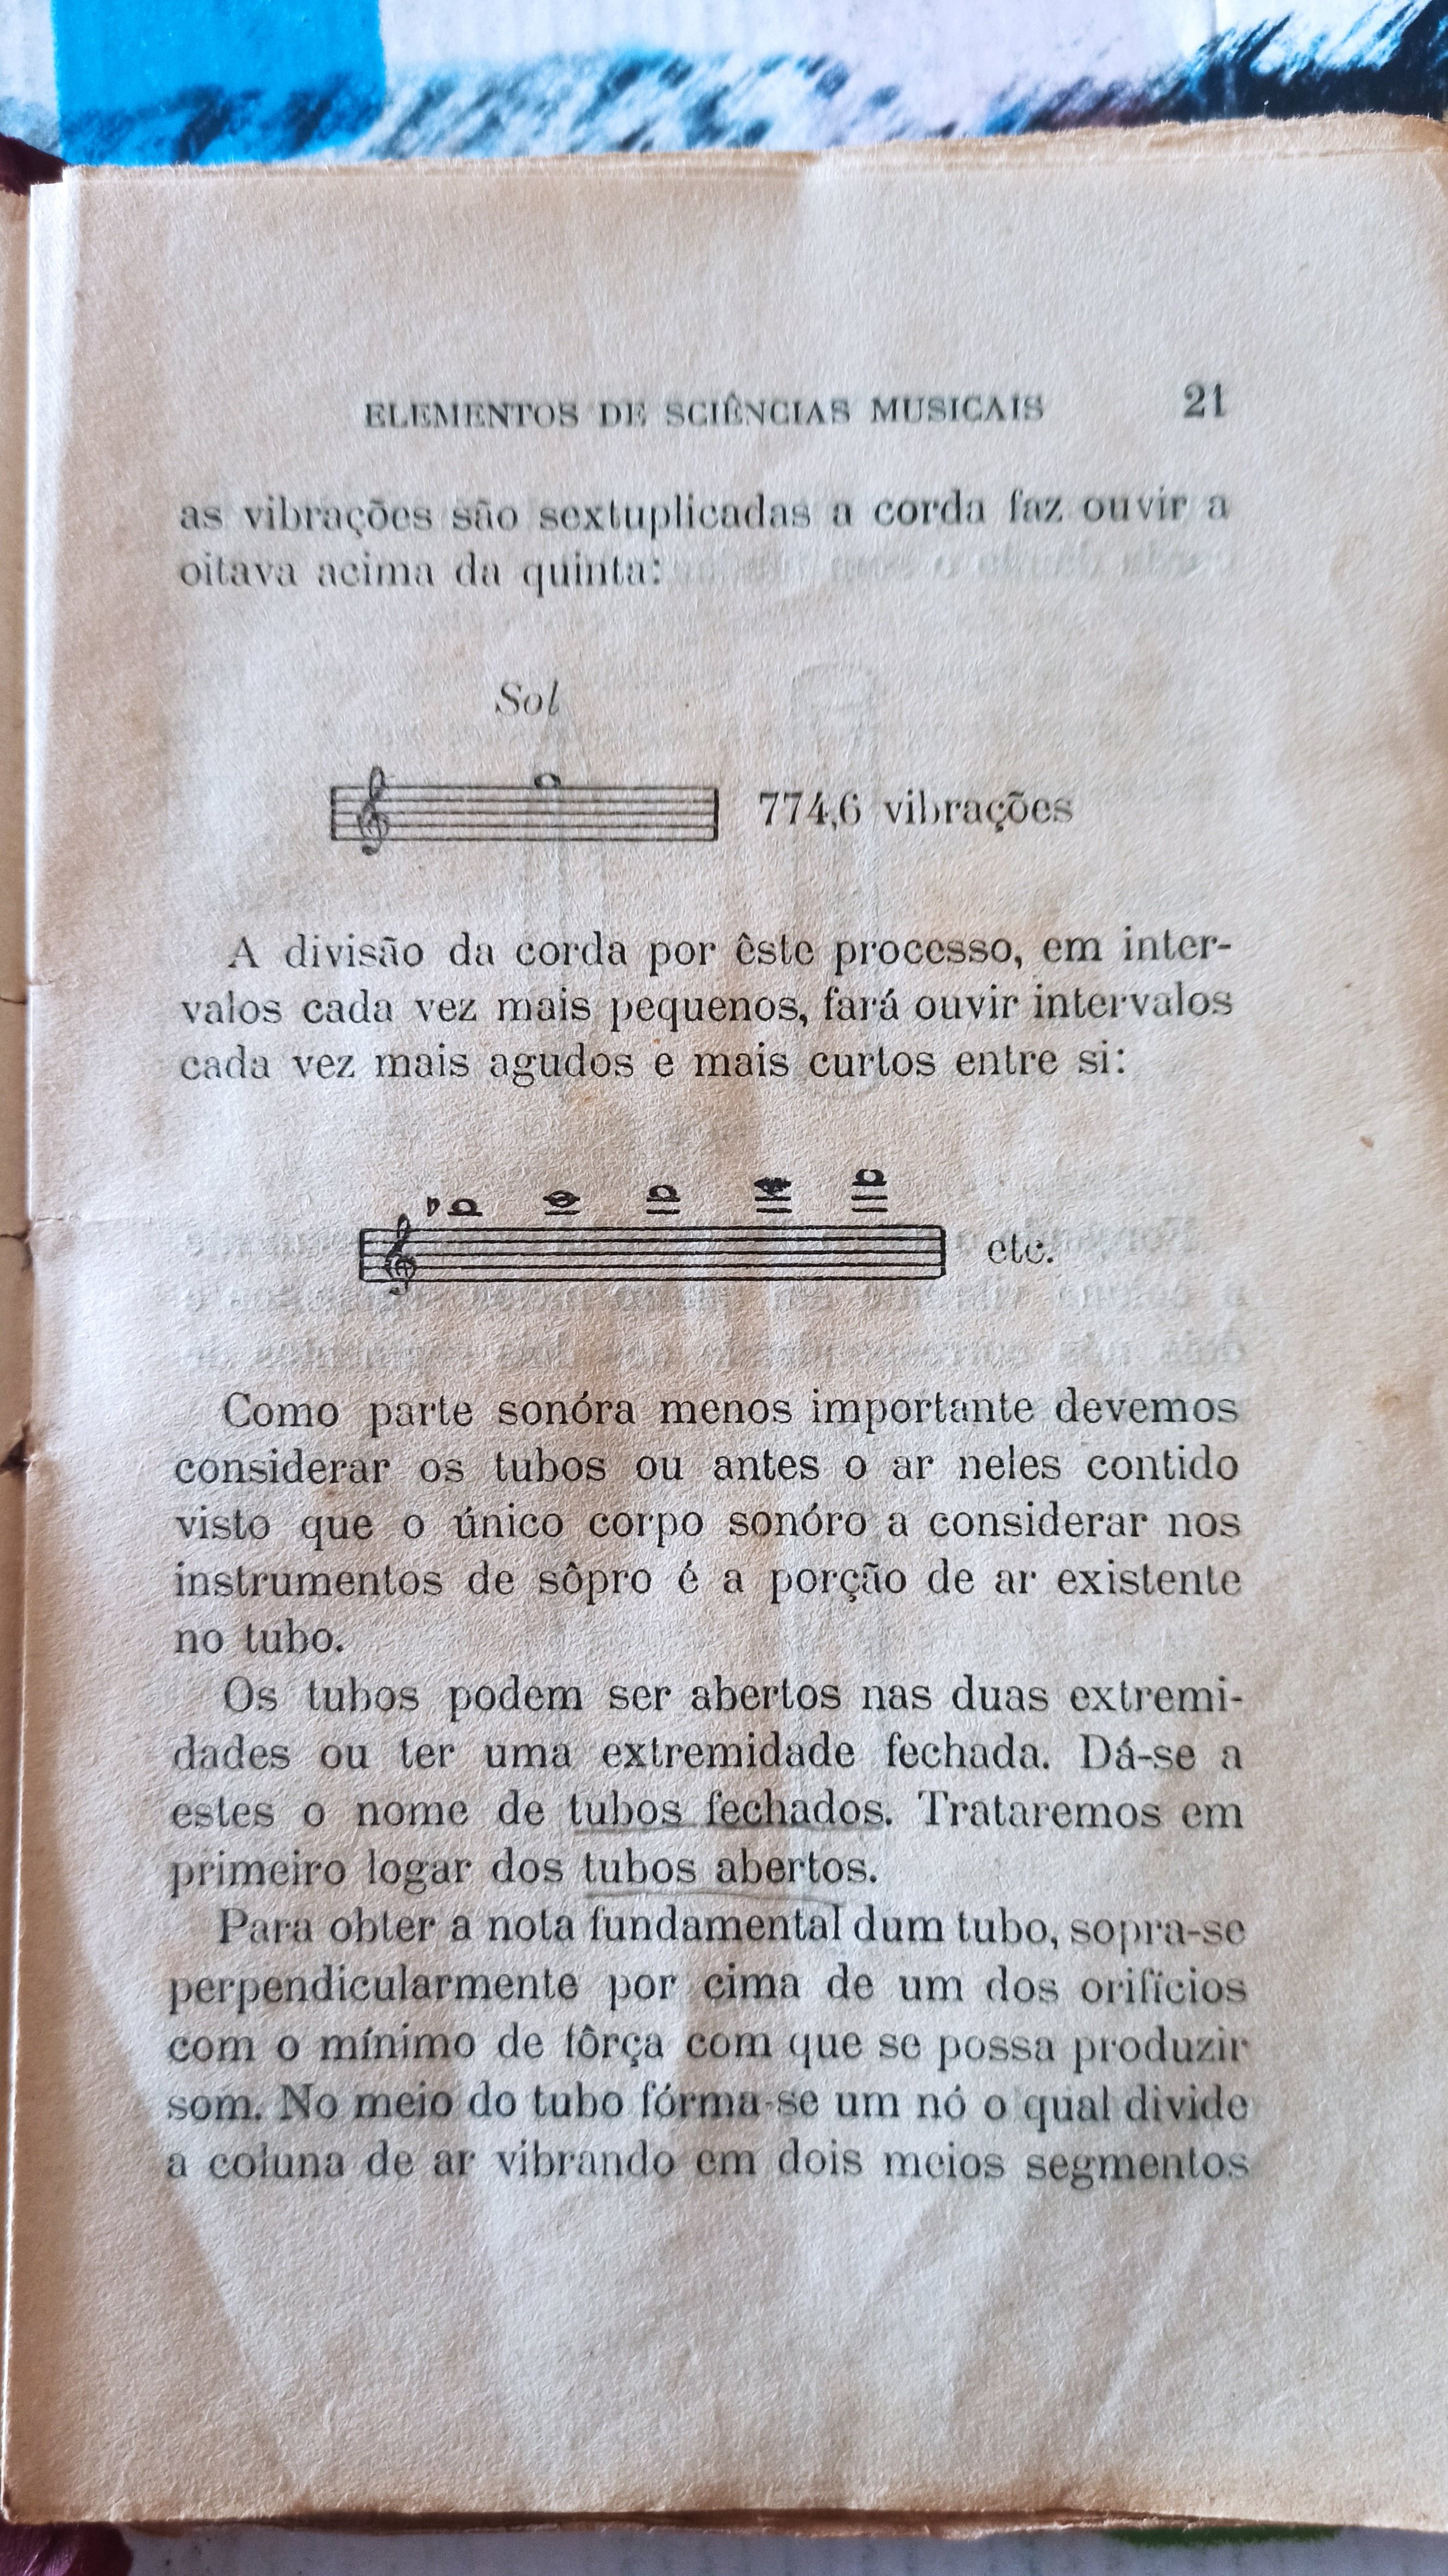 ELEMENTOS DE SCIÊNCIAS MUSICAIS 21
as vibrações são sextuplicadas a corda faz ouvir a
oitava acima da quinta:
Sol
774,6 vibrações
A divisão da corda por êste processo, em inter-
valos cada vez mais pequenos, fará ouvir intervalos
cada vez mais agudos e mais curtos entre si:
etc.
Como parte sonóra menos importante devemos
considerar os tubos ou antes o ar neles contido
visto que o único corpo sonóro a considerar nos
instrumentos de sôpro é a porção de ar existente
no tubo.
Os tubos podem ser abertos nas duas extremi-
dades ou ter uma extremidade fechada. Dá-se a
estes o nome de tubos fechados. Trataremos em
primeiro logar dos tubos abertos.
Para obter a nota fundamental dum tubo, sopra-se
perpendicularmente por cima de um dos orifícios
com o mínimo de fôrça com que se possa produzir
som. No meio do tubo fórma-se um nó o qual divide
a coluna de ar vibrando em dois meios segmentos